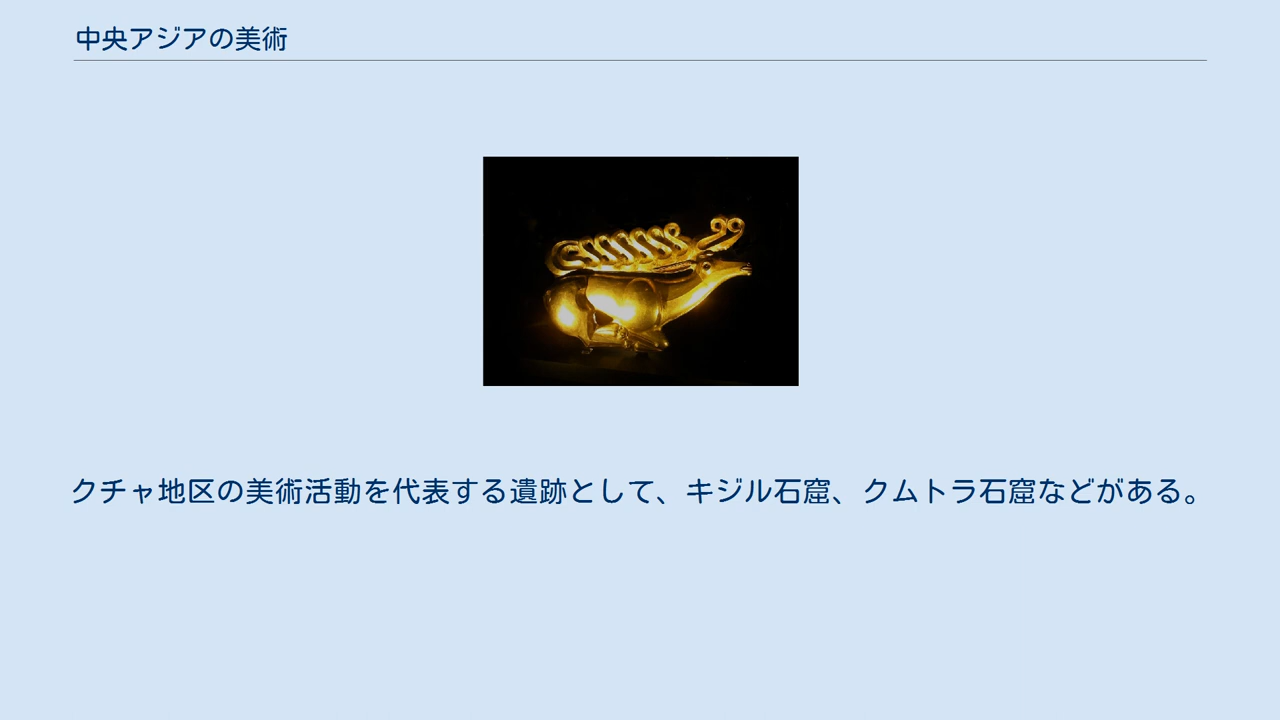 中央アジアの美術
クチャ地区の美術活動を代表する遺跡として、キジル石窟、クムトラ石窟などがある。